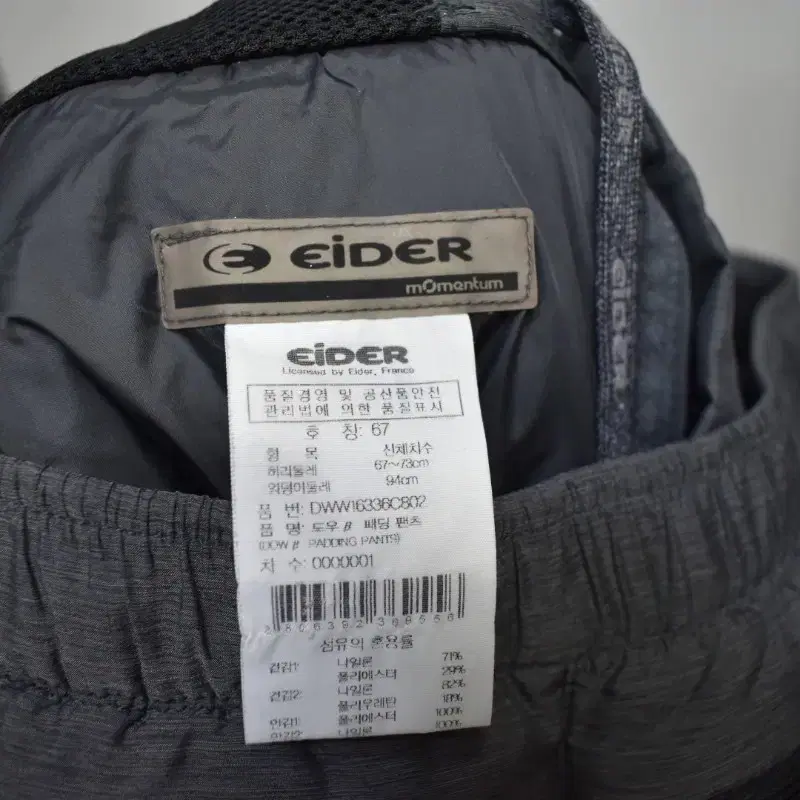 EiDER
mOmentum
EiDER
Licensed by Eider, France
품질경영 및 공산품안전
관리법에 의한 품질표시
호 칭: 67
항 목 신체치수
허리둘레 67~73cm
엉덩이둘레 94cm
품 번: DWW16336C802
품 명: 도우 β 패딩 팬츠
(DOW β PADDING PANTS)
차 수: 0000001
섬유의 혼용률
겉감1: 나일론 71%
폴리에스터 29%
겉감2: 나일론 82%
폴리우레탄 18%
안감1: 폴리에스터 100%
안감2: 나일론 100%
eider